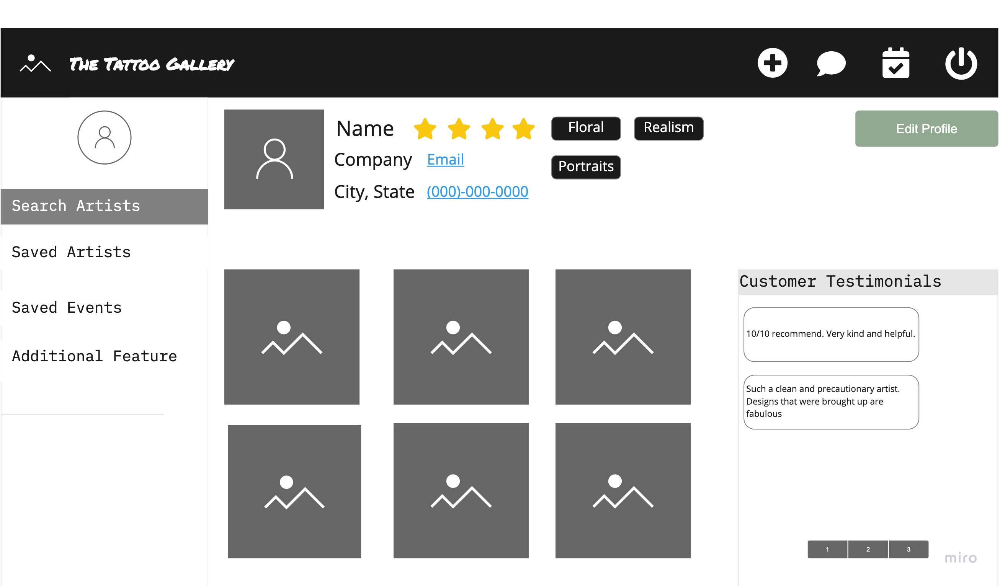 The Tattoo Gallery
Name
Floral
Realism
Edit Profile
Company
Email
Portraits
City, State
(000)-000-0000
Search Artists
Saved Artists
Saved Events
Additional Feature
Customer Testimonials
10/10 recommend. Very kind and helpful.
Such a clean and precautionary artist.
Designs that were brought up are
fabulous
1
2
3
miro